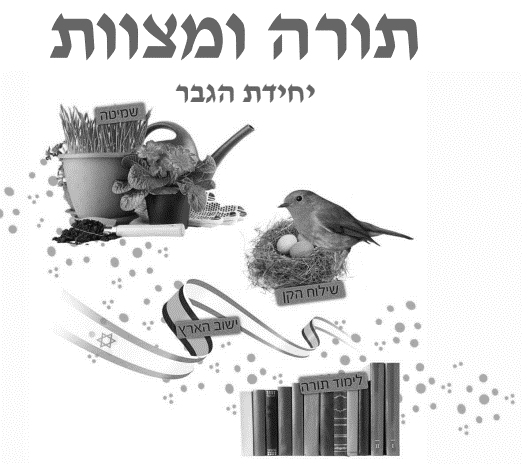 תורה ומצוות
יחידת הגבר
שמיטה
שילוח הקן
ישוב הארץ
לימוד תורה